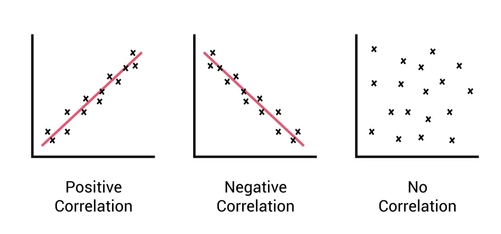 Positive
Correlation
Negative
Correlation
No
Correlation